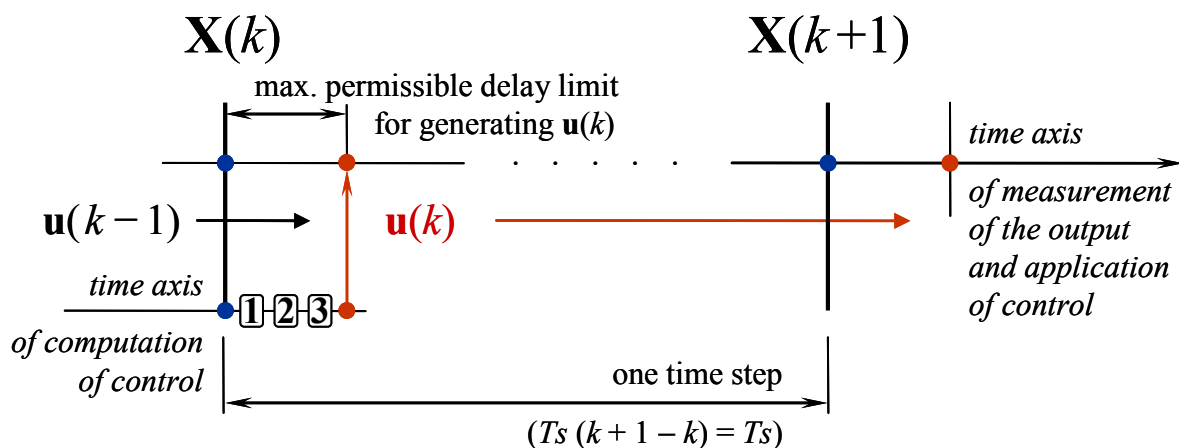 X(k)
X(k+1)
max. permissible delay limit
for generating u(k)
time axis
of measurement
of the output
and application
of control
u(k − 1)
u(k)
time axis
1 2 3
of computation
of control
one time step
(Ts (k + 1 – k) = Ts)